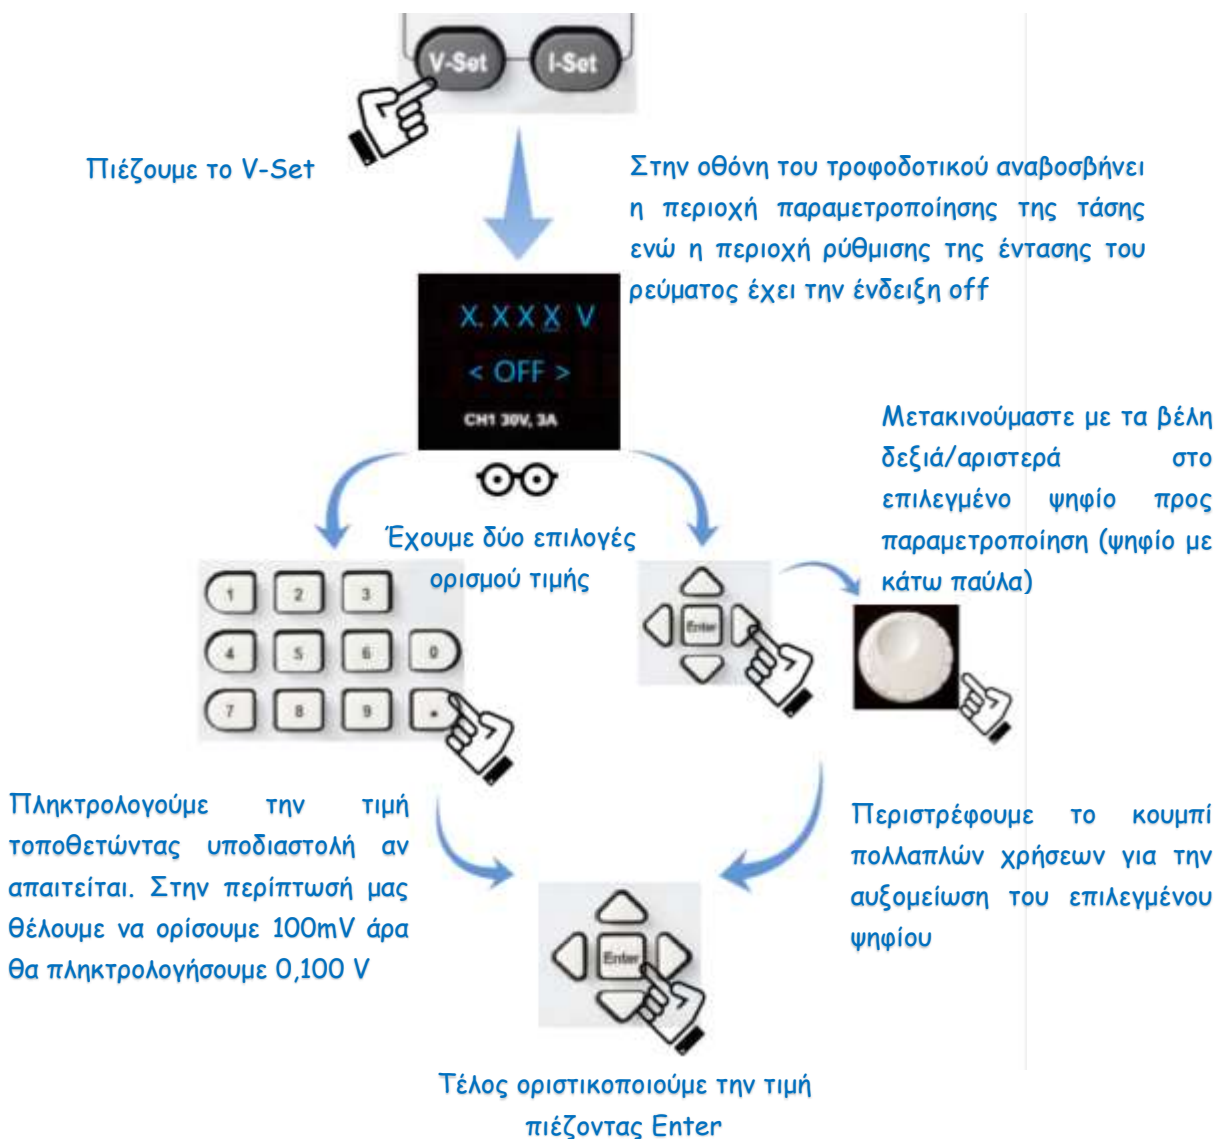 V-Set I-Set
Πιέζουμε το V-Set
Στην οθόνη του τροφοδοτικού αναβοσβήνει
η περιοχή παραμετροποίησης της τάσης
ενώ η περιοχή ρύθμισης της έντασης του
ρεύματος έχει την ένδειξη off
X. X X X V
< OFF >
CH1 30V, 3A
Μετακινούμαστε με τα βέλη
δεξιά/αριστερά στο
επιλεγμένο ψηφίο προς
παραμετροποίηση (ψηφίο με
κάτω παύλα)
Έχουμε δύο επιλογές
ορισμού τιμής
1 2 3
4 5 6 0
7 8 9 .
Enter
Πληκτρολογούμε την τιμή
τοποθετώντας υποδιαστολή αν
απαιτείται. Στην περίπτωσή μας
θέλουμε να ορίσουμε 100mV άρα
θα πληκτρολογήσουμε 0,100 V
Περιστρέφουμε το κουμπί
πολλαπλών χρήσεων για την
αυξομείωση του επιλεγμένου
ψηφίου
Enter
Τέλος οριστικοποιούμε την τιμή
πιέζοντας Enter